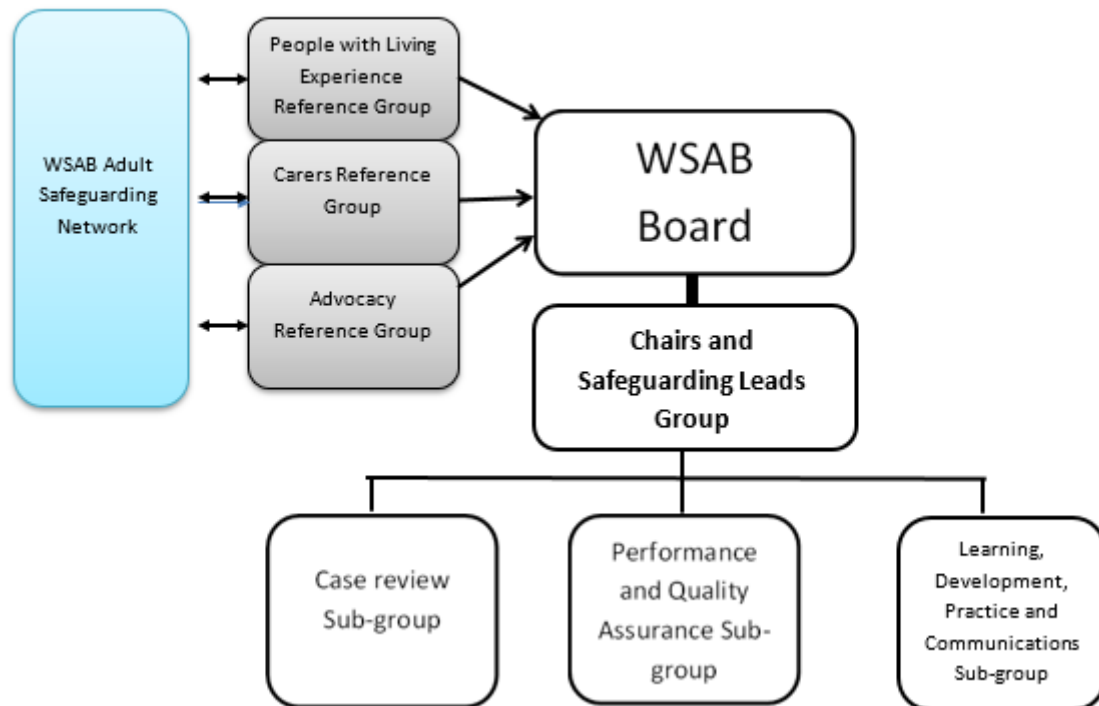 People with Living
Experience
Reference Group
WSAB Adult
Safeguarding
Network
Carers Reference
Group
Advocacy
Reference Group
WSAB
Board
Chairs and
Safeguarding Leads
Group
Case review
Sub-group
Performance
and Quality
Assurance Sub-
group
Learning,
Development,
Practice and
Communications
Sub-group